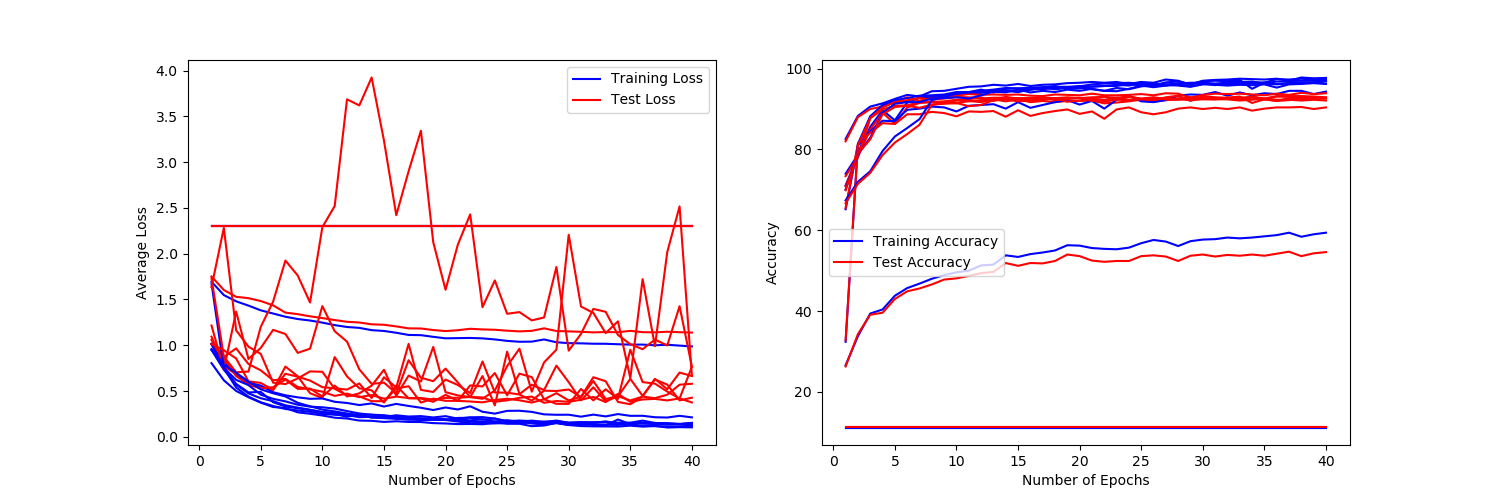 4.0
3.5
3.0
2.5
2.0
1.5
1.0
0.5
0.0
Average Loss
Training Loss
Test Loss
0 5 10 15 20 25 30 35 40
Number of Epochs
100
80
60
40
20
Accuracy
Training Accuracy
Test Accuracy
0 5 10 15 20 25 30 35 40
Number of Epochs